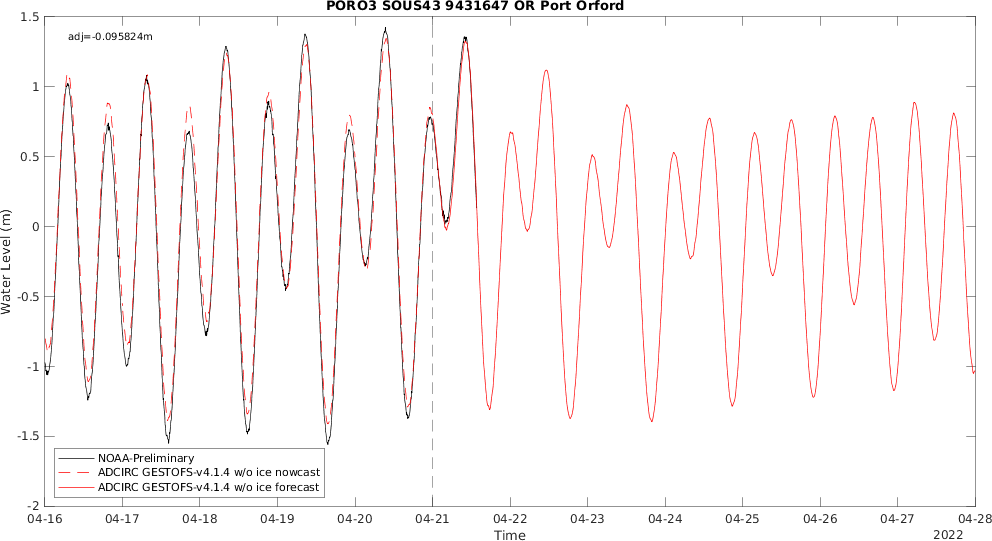 PORO3 SOUS43 9431647 OR Port Orford
adj=-0.095824m
1.5
1
0.5
0
-0.5
-1
-1.5
-2
Water Level (m)
NOAA-Preliminary
ADCIRC GESTOFS-v4.1.4 w/o ice nowcast
ADCIRC GESTOFS-v4.1.4 w/o ice forecast
04-16 04-17 04-18 04-19 04-20 04-21 04-22 04-23 04-24 04-25 04-26 04-27 04-28
Time
2022